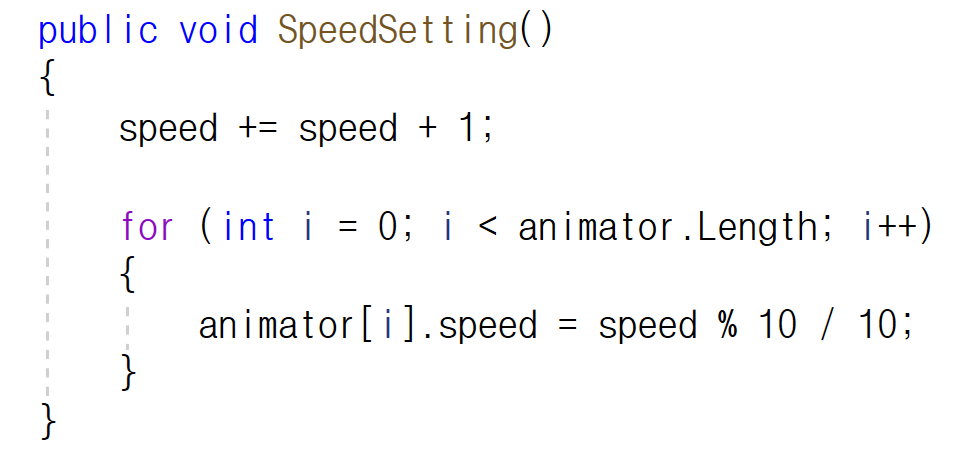 public void SpeedSetting()
{
speed += speed + 1;
for (int i = 0; i < animator.Length; i++)
{
animator[i].speed = speed % 10 / 10;
}
}